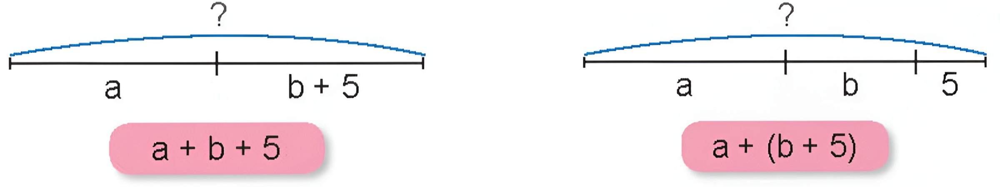 ?
a b + 5
a + b + 5
?
a b 5
a + (b + 5)